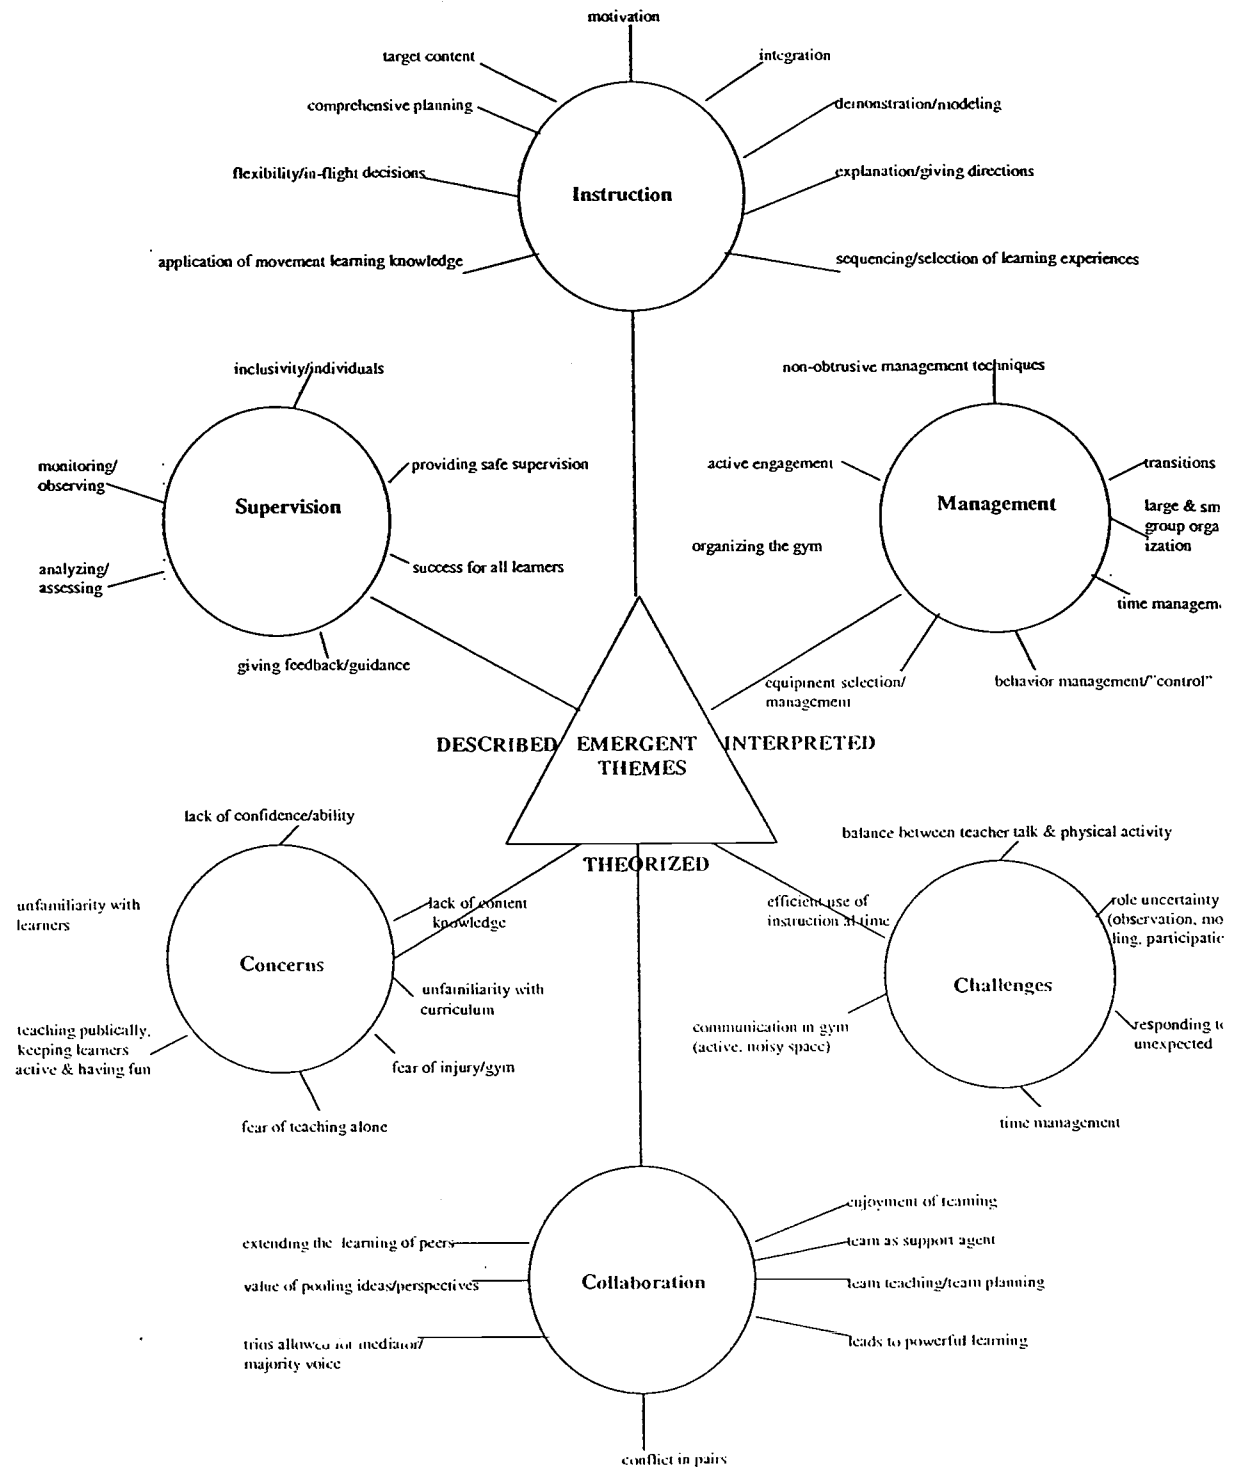 motivation
target content
integration
comprehensive planning
demonstration/modeling
flexibility/in-flight decisions
explanation/giving directions
Instruction
application of movement learning knowledge
sequencing/selection of learning experiences
inclusivity/individuals
non-obtrusive management techniques
monitoring/
observing
providing safe supervision
active engagement
transitions
Supervision
Management
large & sm
group orga
ization
organizing the gym
analyzing/
assessing
success for all learners
time managem
giving feedback/guidance
equipment selection/
management
behavior management/"control"
DESCRIBED
EMERGENT
THEMES
INTERPRETED
THEORIZED
lack of confidence/ability
balance between teacher talk & physical activity
unfamiliarity with
learners
lack of content
knowledge
efficient use of
instruction al time
role uncertainty
(observation, mo
ling, participatio
Concerns
Challenges
unfamiliarity with
curriculum
teaching publically,
keeping learners
active & having fun
communication in gym
(active, noisy space)
responding to
unexpected
fear of injury/gym
fear of teaching alone
time management
enjoyment of teaming
extending the learning of peers
team as support agent
value of pooling ideas/perspectives
Collaboration
team teaching/team planning
trios allowed for mediator/
majority voice
leads to powerful learning
conflict in pairs